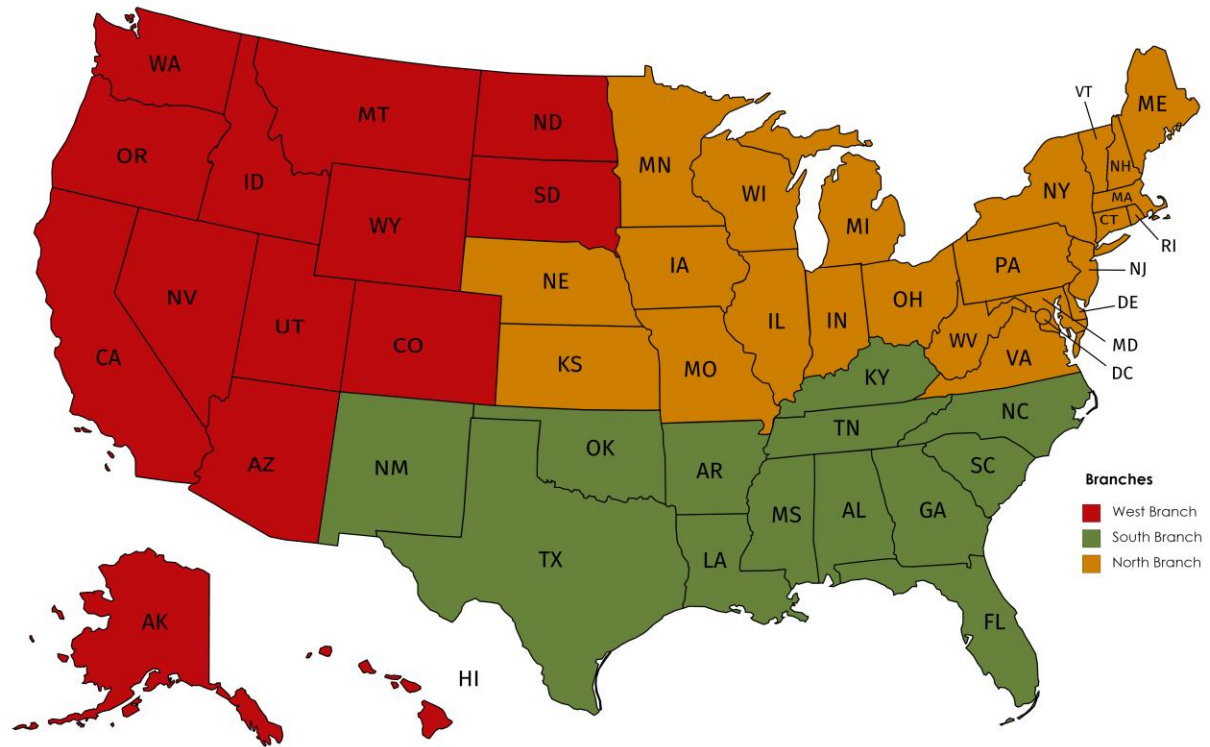 WA
MT
ND
MN
VT
ME
OR
ID
SD
WI
NH
NY
MI
MA
WY
CT
RI
IA
PA
NJ
NE
OH
DE
NV
UT
IL
IN
CA
CO
WV
MD
KS
MO
VA
DC
KY
NC
TN
OK
AZ
NM
AR
SC
Branches
MS
AL
GA
West Branch
South Branch
TX
LA
North Branch
AK
FL
HI